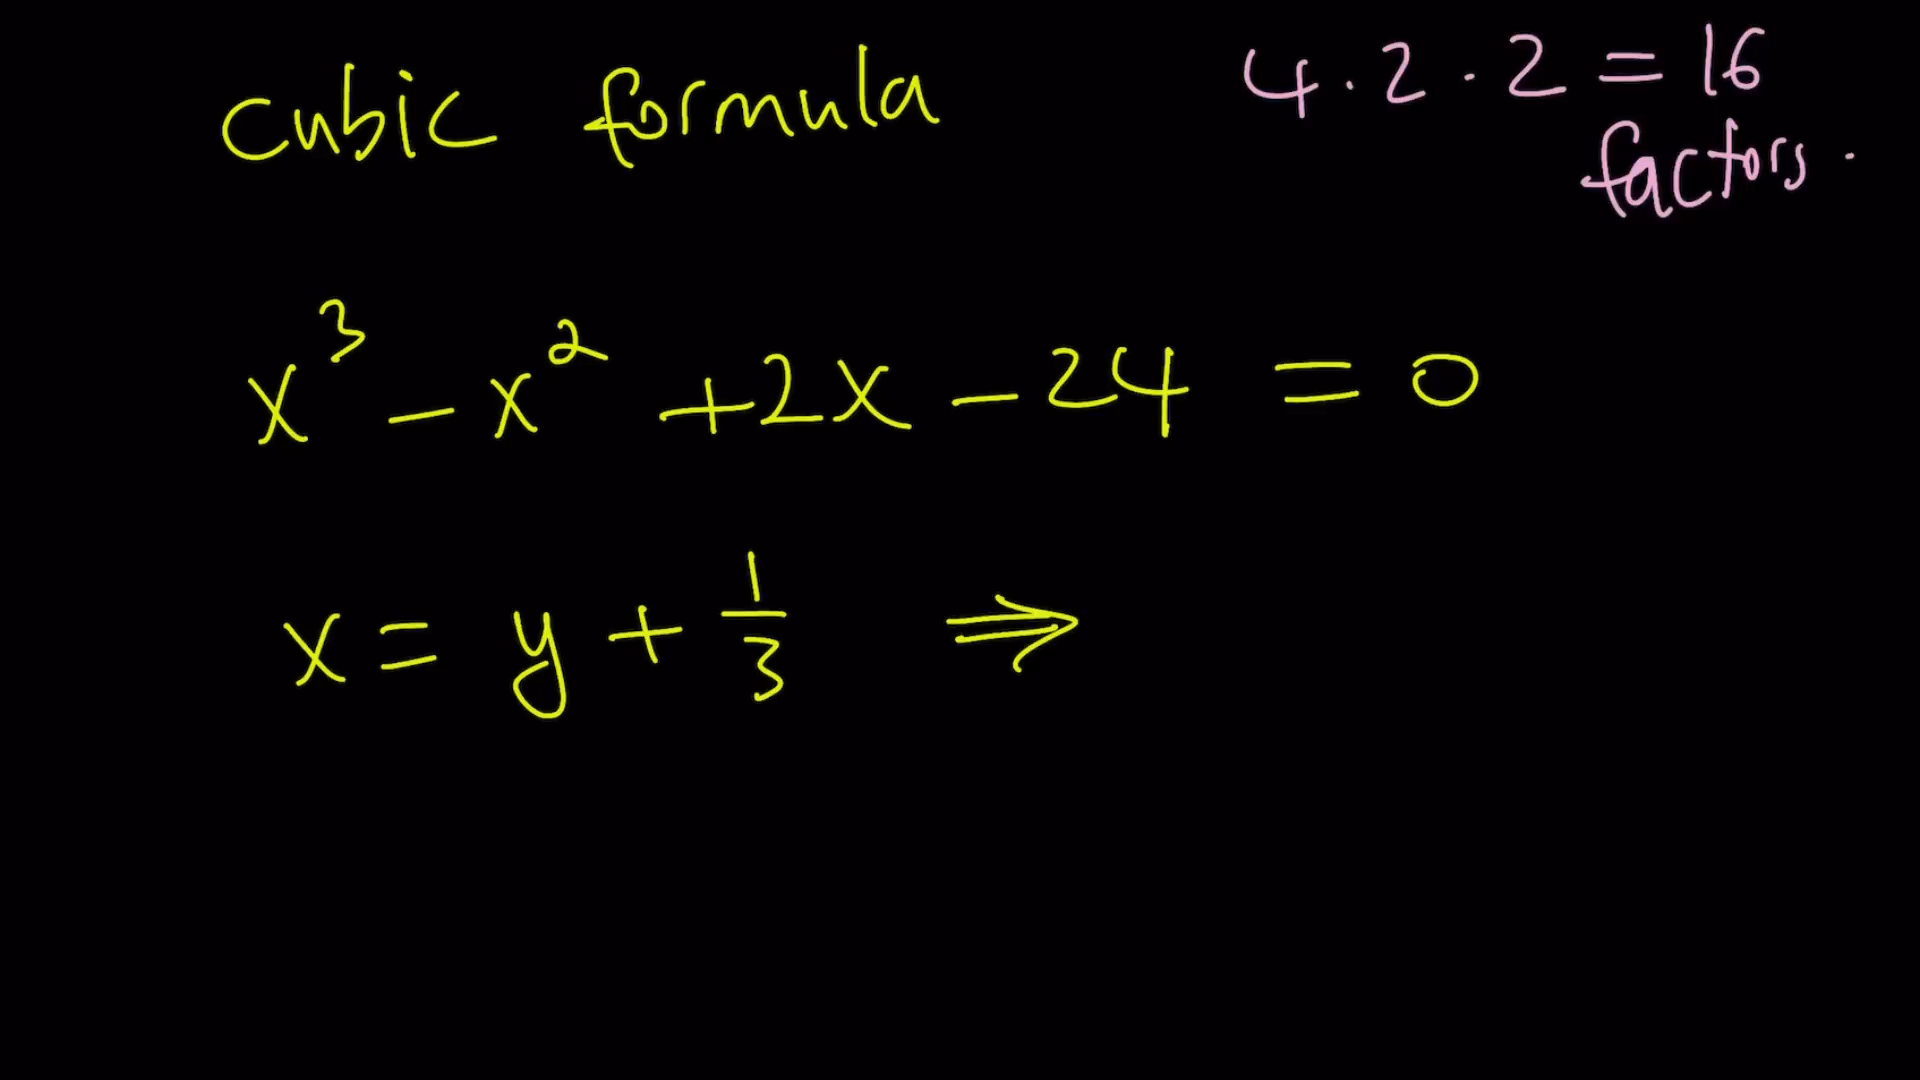 cubic formula
4 · 2 · 2 = 16
factors.
x³ - x² + 2x - 24 = 0
x = y + 1/3 ⇒